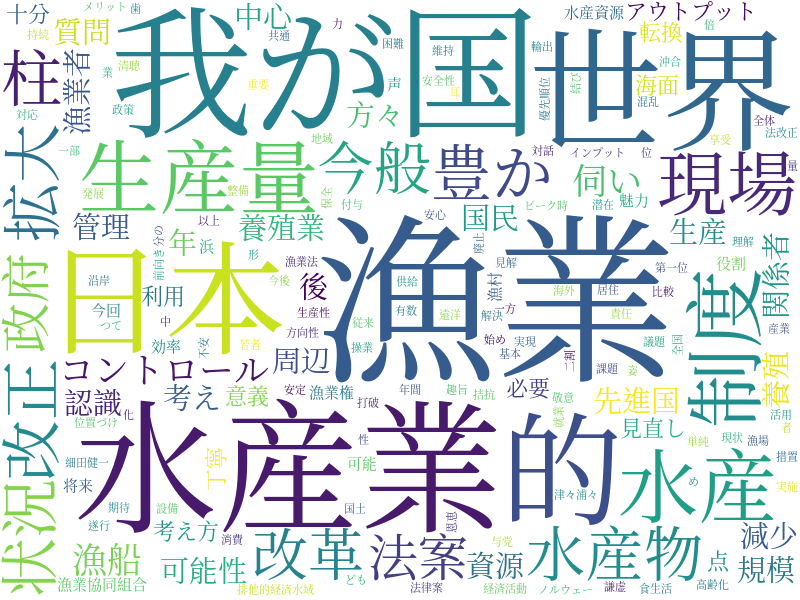 十分
中心
メリット
歯
共通
力
困難
維持
輸出
沖合
倍
水産資源
アウトプット
持続
質問
業
清聴
声
安全性
耳
優先順位
結び
転換
海面
混乱
全体
柱
漁業者
対応
政策
重要
方々
我が国
世界
法改正
一部
地域
対話
インプット
位
享受
量
拡大
生産量
今般
豊か
伺い
現場
発展
整備
付与
ピーク時
潜在
魅力
管理
以上
養殖業
国民
安心
廃止
理解
生産
関係者
年
浜
前向き
分の
漁業法
形
後
見解
漁村
方
第一位
役割
政府
沿岸
今後
供給
海外
居住
比較
日本
漁業
制度
今回
利用
生産性
有数
遠洋
解決
責任
産業
つて
中
方向性
従来
始め
実現
議題
全国
効率
不安
若者
操業
基本
二期
課題
養殖
改正
コントロール
周辺
認識
考え
意義
安定
年間
趣旨
拮抗
必要
敬意
就業
姿
先進国
活用
者
位置づけ
漁業権
打破
化
性
見直し
単純
現状
漁場
細田健一
丁寧
可能
水産業
的
水産
措置
将来
国土
津々浦々
め
実施
状況
期待
設備
遂行
考え方
消費
恩恵
与党
減少
漁船
可能性
改革
法案
資源
水産物
点
規模
漁業協同組合
排他的経済水域
ども
法律案
経済活動
ノルウェー
謙虚
食生活
高齢化